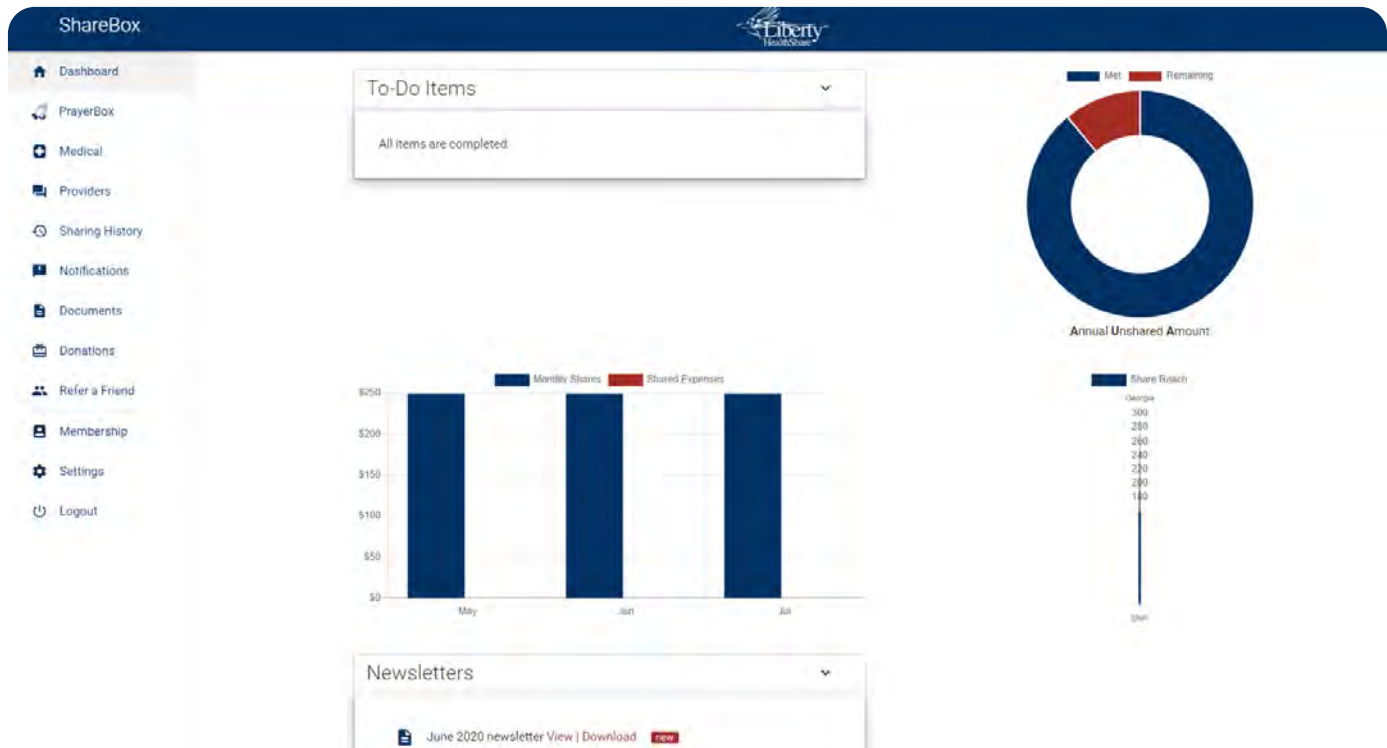 ShareBox
Liberty
HealthShare
Dashboard
PrayerBox
Medical
Providers
Sharing History
Notifications
Documents
Donations
Refer a Friend
Membership
Settings
Logout
To-Do Items
All items are completed.
Met Remaining
Annual Unshared Amount
Monthly Shares Shared Expenses
$250
$200
$150
$100
$50
$0
May Jun Jul
Share Reach
Georgia
300
280
260
240
220
200
180
Newsletters
June 2020 newsletter View | Download new